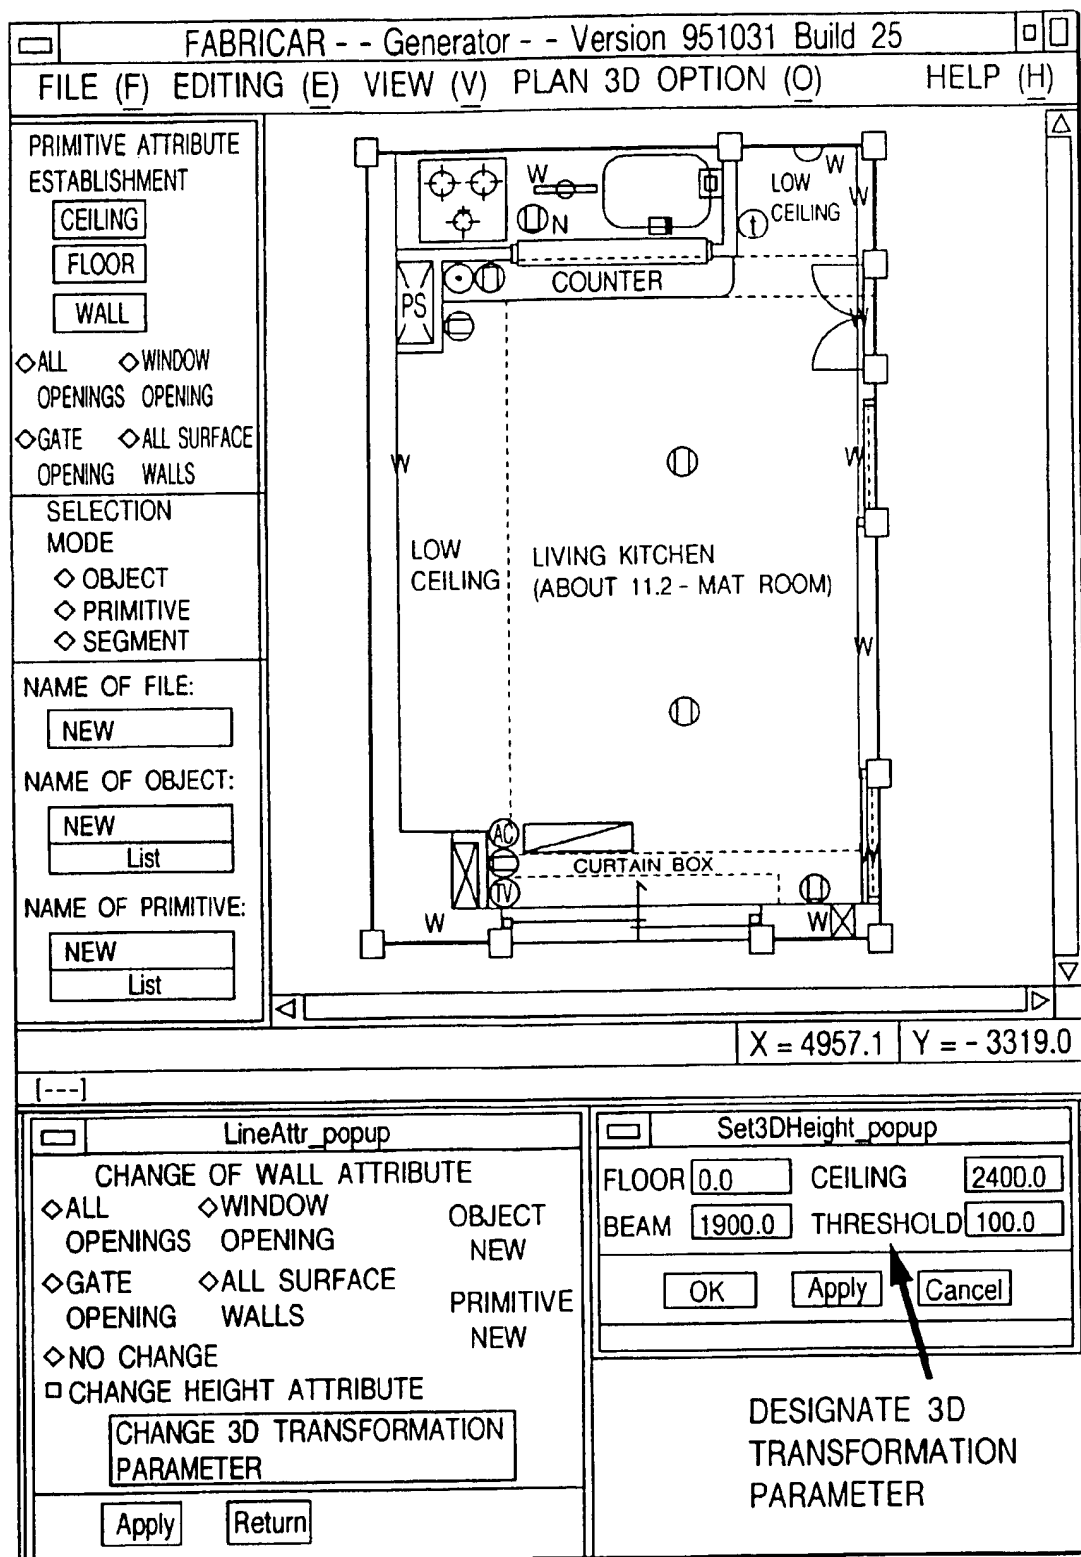 FABRICAR - - Generator - - Version 951031 Build 25
FILE (F) EDITING (E) VIEW (V) PLAN 3D OPTION (O) HELP (H)
PRIMITIVE ATTRIBUTE
ESTABLISHMENT
CEILING
FLOOR
WALL
ALL WINDOW
OPENINGS OPENING
GATE ALL SURFACE
OPENING WALLS
SELECTION
MODE
OBJECT
PRIMITIVE
SEGMENT
NAME OF FILE:
NEW
NAME OF OBJECT:
NEW
List
NAME OF PRIMITIVE:
NEW
List
W
N
W
LOW
CEILING
W
COUNTER
PS
W
W
W
LOW
CEILING
LIVING KITCHEN
(ABOUT 11.2 - MAT ROOM)
W
AC
CURTAIN BOX
W
TV
W
W
X = 4957.1 Y = - 3319.0
[---]
LineAttr_popup
CHANGE OF WALL ATTRIBUTE
ALL WINDOW
OPENINGS OPENING
OBJECT
NEW
GATE ALL SURFACE
OPENING WALLS
PRIMITIVE
NEW
NO CHANGE
CHANGE HEIGHT ATTRIBUTE
CHANGE 3D TRANSFORMATION
PARAMETER
Apply Return
Set3DHeight_popup
FLOOR 0.0 CEILING 2400.0
BEAM 1900.0 THRESHOLD 100.0
OK Apply Cancel
DESIGNATE 3D
TRANSFORMATION
PARAMETER